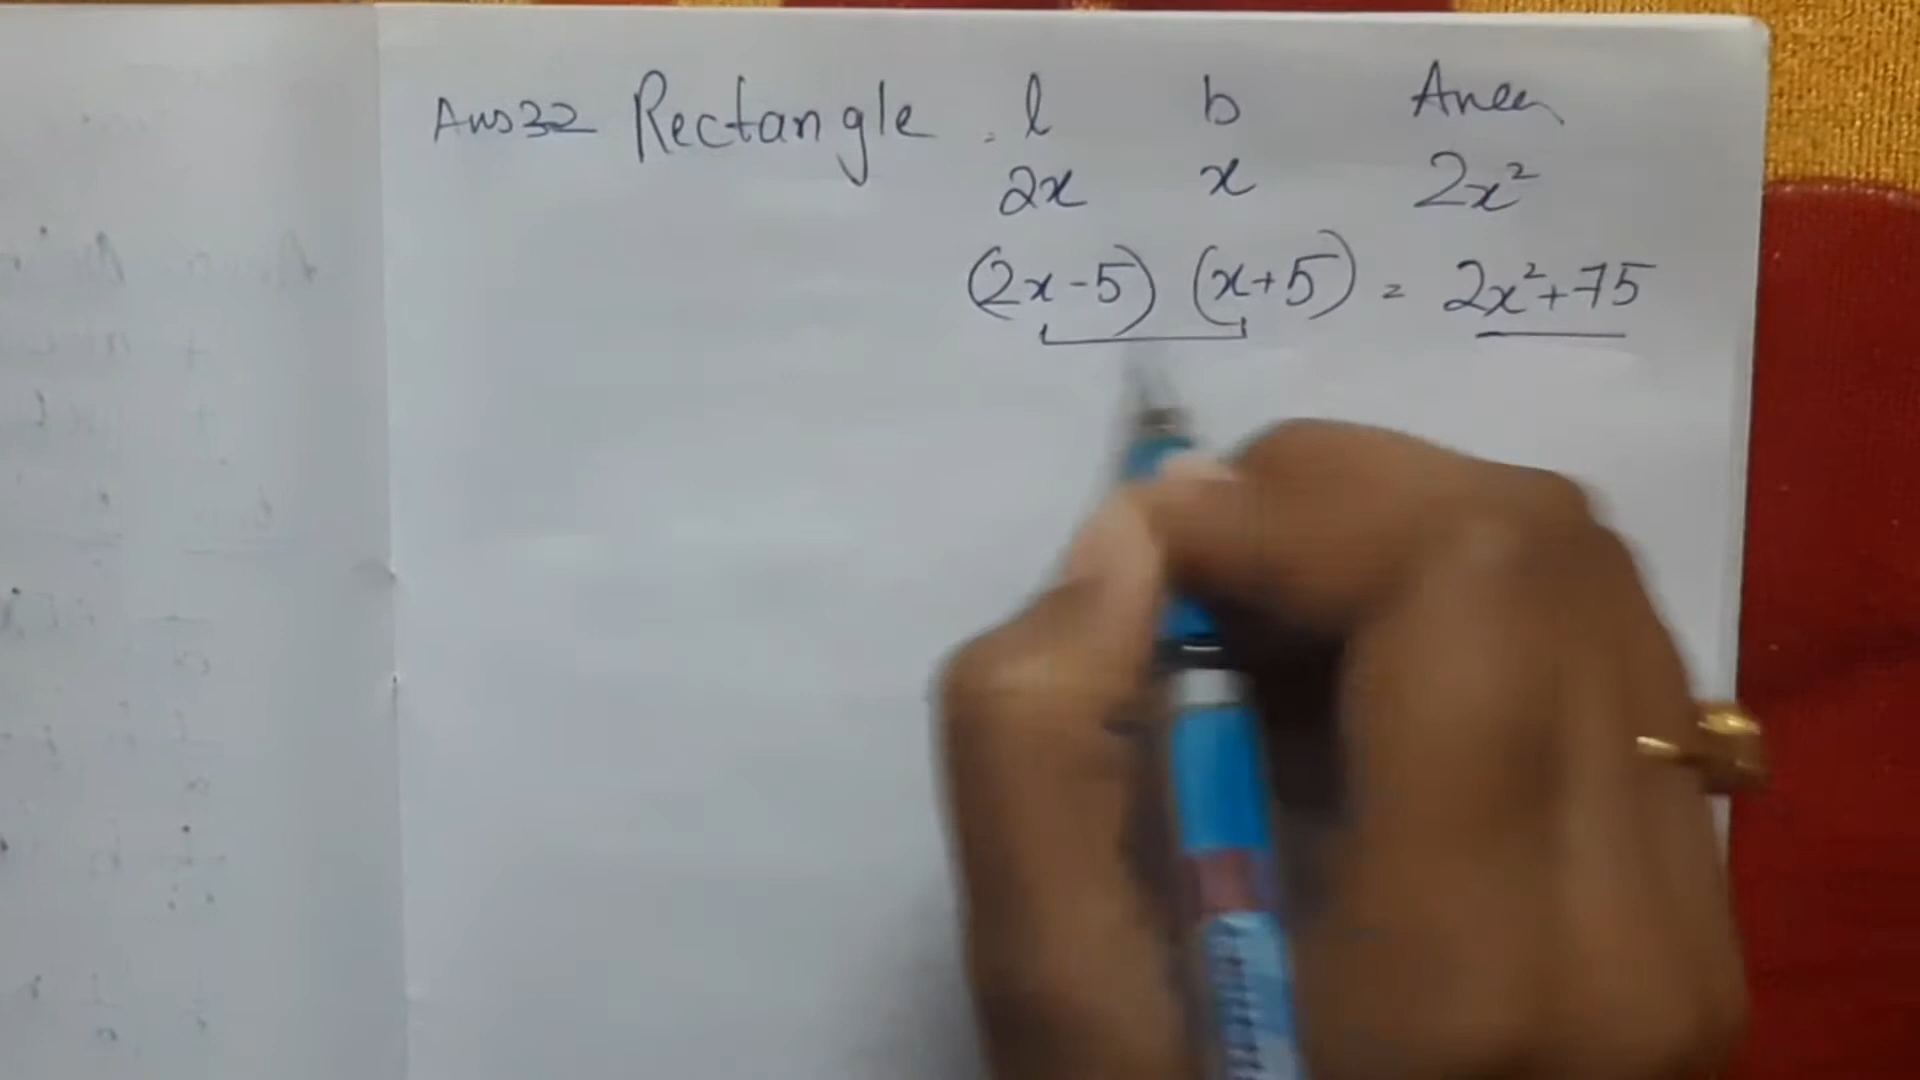 Ans32 Rectangle l b Area
2x x 2x²
(2x-5) (x+5) = 2x²+75